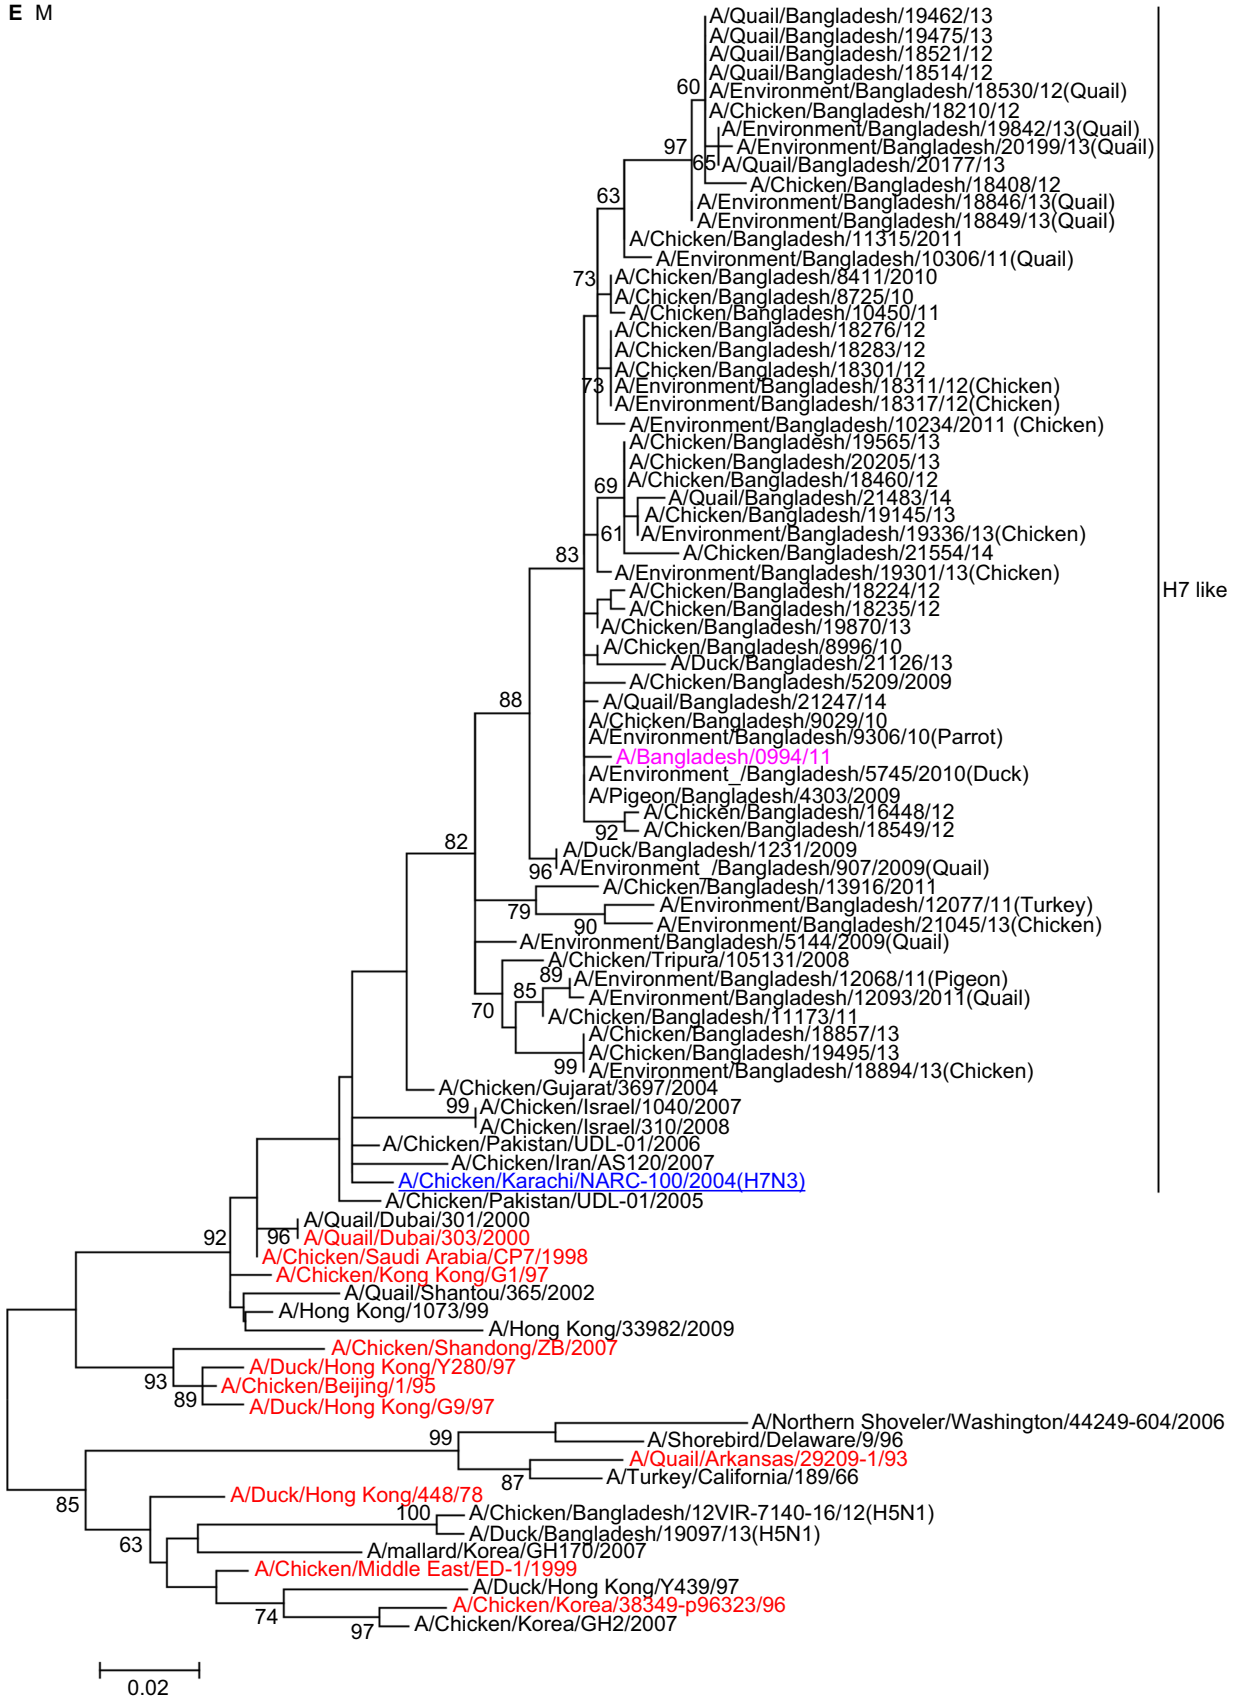 E M
A/Quail/Bangladesh/19462/13
A/Quail/Bangladesh/19475/13
A/Quail/Bangladesh/18521/12
A/Quail/Bangladesh/18514/12
60
A/Environment/Bangladesh/18530/12(Quail)
A/Chicken/Bangladesh/18210/12
A/Environment/Bangladesh/19842/13(Quail)
97
A/Environment/Bangladesh/20199/13(Quail)
65
A/Quail/Bangladesh/20177/13
A/Chicken/Bangladesh/18408/12
63
A/Environment/Bangladesh/18846/13(Quail)
A/Environment/Bangladesh/18849/13(Quail)
A/Chicken/Bangladesh/11315/2011
A/Environment/Bangladesh/10306/11(Quail)
73
A/Chicken/Bangladesh/8411/2010
A/Chicken/Bangladesh/8725/10
A/Chicken/Bangladesh/10450/11
A/Chicken/Bangladesh/18276/12
A/Chicken/Bangladesh/18283/12
A/Chicken/Bangladesh/18301/12
73
A/Environment/Bangladesh/18311/12(Chicken)
A/Environment/Bangladesh/18317/12(Chicken)
A/Environment/Bangladesh/10234/2011 (Chicken)
A/Chicken/Bangladesh/19565/13
A/Chicken/Bangladesh/20205/13
A/Chicken/Bangladesh/18460/12
69
A/Quail/Bangladesh/21483/14
A/Chicken/Bangladesh/19145/13
61
A/Environment/Bangladesh/19336/13(Chicken)
83
A/Chicken/Bangladesh/21554/14
A/Environment/Bangladesh/19301/13(Chicken)
H7 like
A/Chicken/Bangladesh/18224/12
A/Chicken/Bangladesh/18235/12
A/Chicken/Bangladesh/19870/13
A/Chicken/Bangladesh/8996/10
A/Duck/Bangladesh/21126/13
A/Chicken/Bangladesh/5209/2009
88
A/Quail/Bangladesh/21247/14
A/Chicken/Bangladesh/9029/10
A/Environment/Bangladesh/9306/10(Parrot)
A/Bangladesh/0994/11
A/Environment_/Bangladesh/5745/2010(Duck)
A/Pigeon/Bangladesh/4303/2009
A/Chicken/Bangladesh/16448/12
92
A/Chicken/Bangladesh/18549/12
82
A/Duck/Bangladesh/1231/2009
96
A/Environment_/Bangladesh/907/2009(Quail)
A/Chicken/Bangladesh/13916/2011
79
A/Environment/Bangladesh/12077/11(Turkey)
90
A/Environment/Bangladesh/21045/13(Chicken)
A/Environment/Bangladesh/5144/2009(Quail)
A/Chicken/Tripura/105131/2008
89
A/Environment/Bangladesh/12068/11(Pigeon)
85
A/Environment/Bangladesh/12093/2011(Quail)
70
A/Chicken/Bangladesh/11173/11
A/Chicken/Bangladesh/18857/13
A/Chicken/Bangladesh/19495/13
99
A/Environment/Bangladesh/18894/13(Chicken)
A/Chicken/Gujarat/3697/2004
99
A/Chicken/Israel/1040/2007
A/Chicken/Israel/310/2008
A/Chicken/Pakistan/UDL-01/2006
A/Chicken/Iran/AS120/2007
A/Chicken/Karachi/NARC-100/2004(H7N3)
A/Chicken/Pakistan/UDL-01/2005
A/Quail/Dubai/301/2000
92
96
A/Quail/Dubai/303/2000
A/Chicken/Saudi Arabia/CP7/1998
A/Chicken/Kong Kong/G1/97
A/Quail/Shantou/365/2002
A/Hong Kong/1073/99
A/Hong Kong/33982/2009
A/Chicken/Shandong/ZB/2007
A/Duck/Hong Kong/Y280/97
93
A/Chicken/Beijing/1/95
89
A/Duck/Hong Kong/G9/97
A/Northern Shoveler/Washington/44249-604/2006
99
A/Shorebird/Delaware/9/96
A/Quail/Arkansas/29209-1/93
87
A/Turkey/California/189/66
85
A/Duck/Hong Kong/448/78
100
A/Chicken/Bangladesh/12VIR-7140-16/12(H5N1)
A/Duck/Bangladesh/19097/13(H5N1)
63
A/mallard/Korea/GH170/2007
A/Chicken/Middle East/ED-1/1999
A/Duck/Hong Kong/Y439/97
A/Chicken/Korea/38349-p96323/96
74
97
A/Chicken/Korea/GH2/2007
0.02